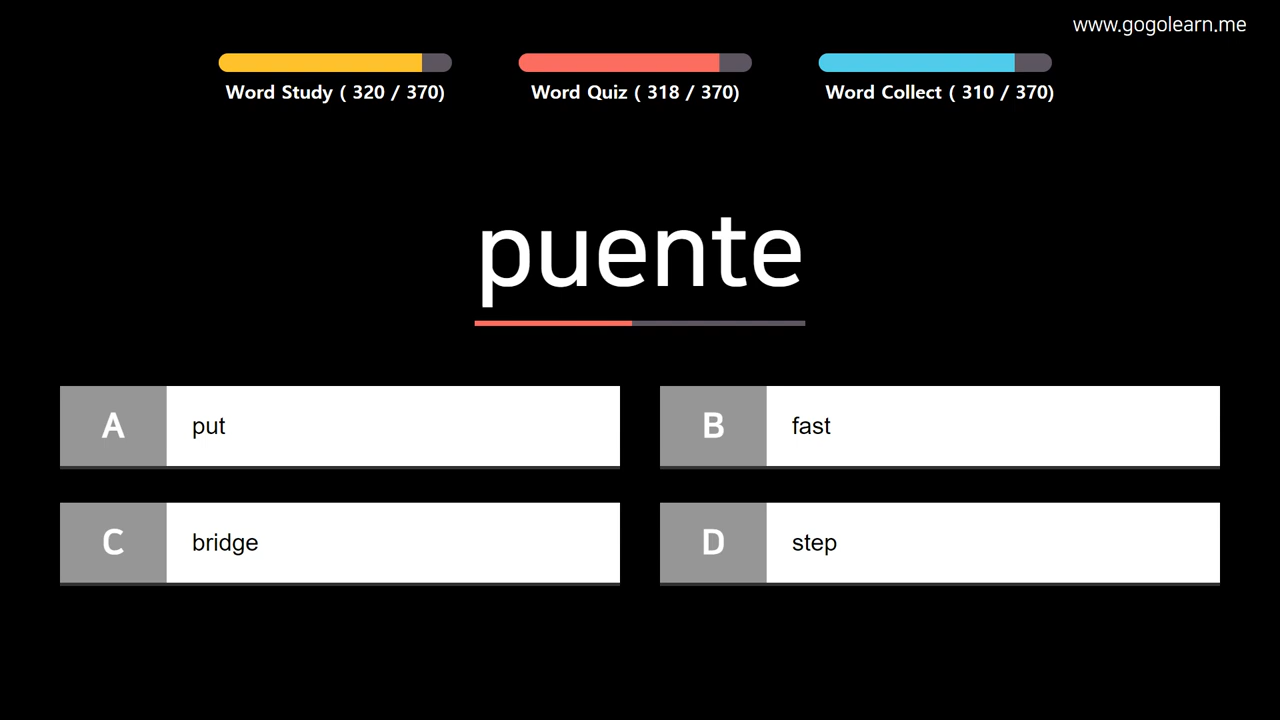 www.gogolearn.me
Word Study ( 320 / 370)
Word Quiz ( 318 / 370)
Word Collect ( 310 / 370)
puente
A put
B fast
C bridge
D step